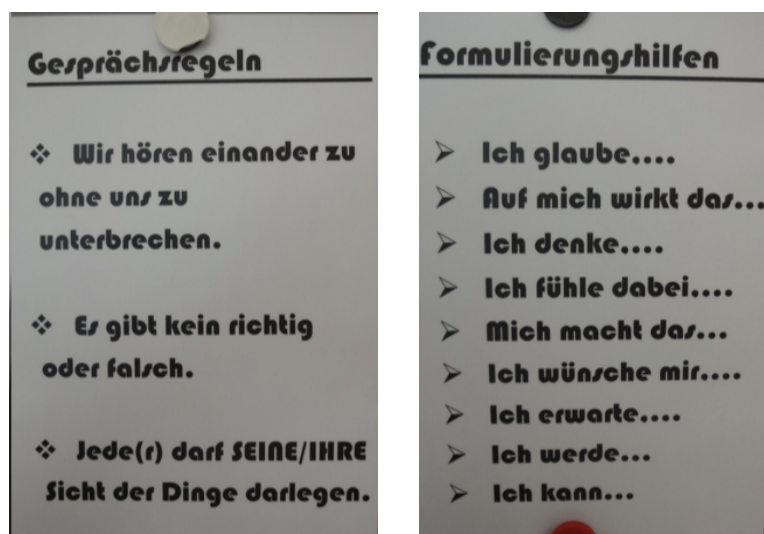 Gesprächsregeln
❖ Wir hören einander zu
ohne uns zu
unterbrechen.
❖ Es gibt kein richtig
oder falsch.
❖ Jede(r) darf SEINE/IHRE
Sicht der Dinge darlegen.
Formulierungshilfen
➢ Ich glaube....
➢ Auf mich wirkt das...
➢ Ich denke....
➢ Ich fühle dabei....
➢ Mich macht das...
➢ Ich wünsche mir....
➢ Ich erwarte....
➢ Ich werde...
➢ Ich kann...